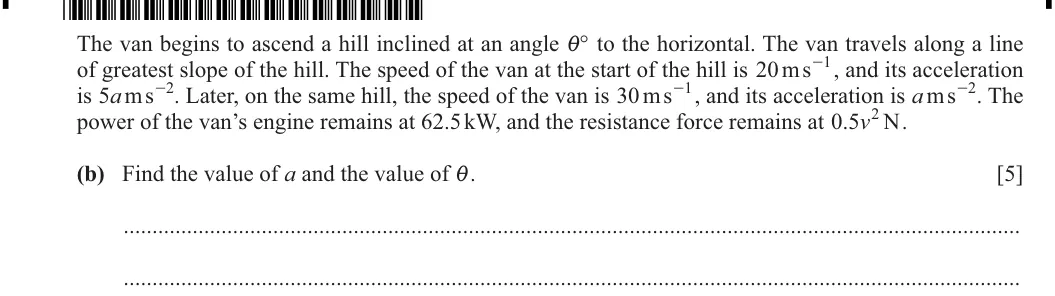 The van begins to ascend a hill inclined at an angle θ° to the horizontal. The van travels along a line
of greatest slope of the hill. The speed of the van at the start of the hill is 20 m s⁻¹, and its acceleration
is 5a m s⁻². Later, on the same hill, the speed of the van is 30 m s⁻¹, and its acceleration is a m s⁻². The
power of the van’s engine remains at 62.5 kW, and the resistance force remains at 0.5v² N.
(b) Find the value of a and the value of θ. [5]